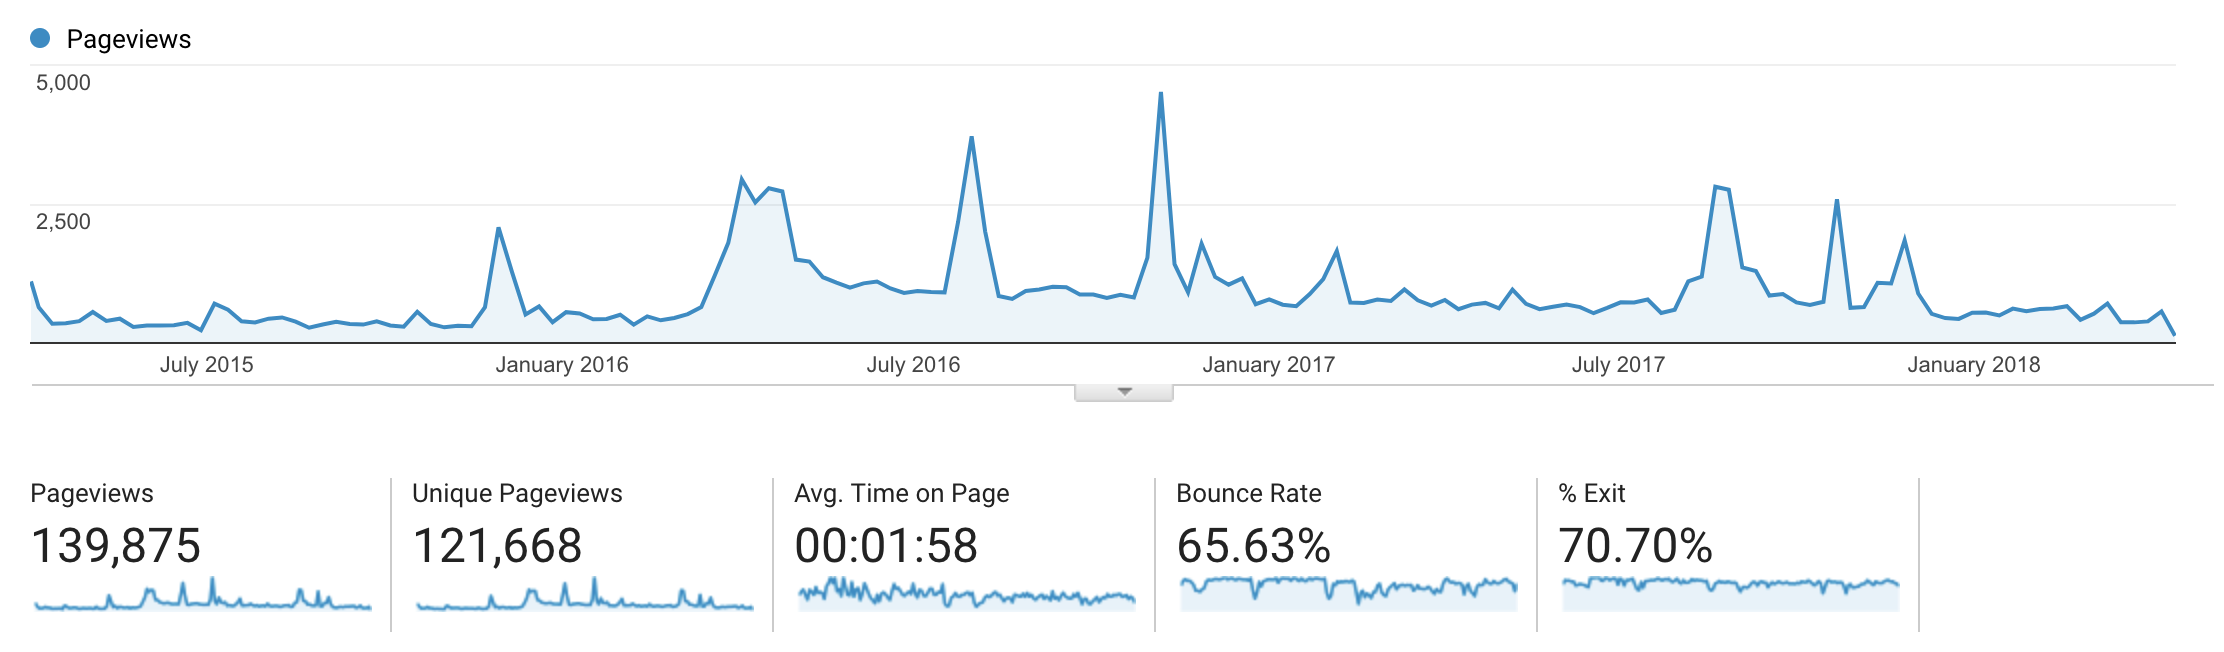 Pageviews
5,000
2,500
July 2015 January 2016 July 2016 January 2017 July 2017 January 2018
Pageviews Unique Pageviews Avg. Time on Page Bounce Rate % Exit
139,875 121,668 00:01:58 65.63% 70.70%